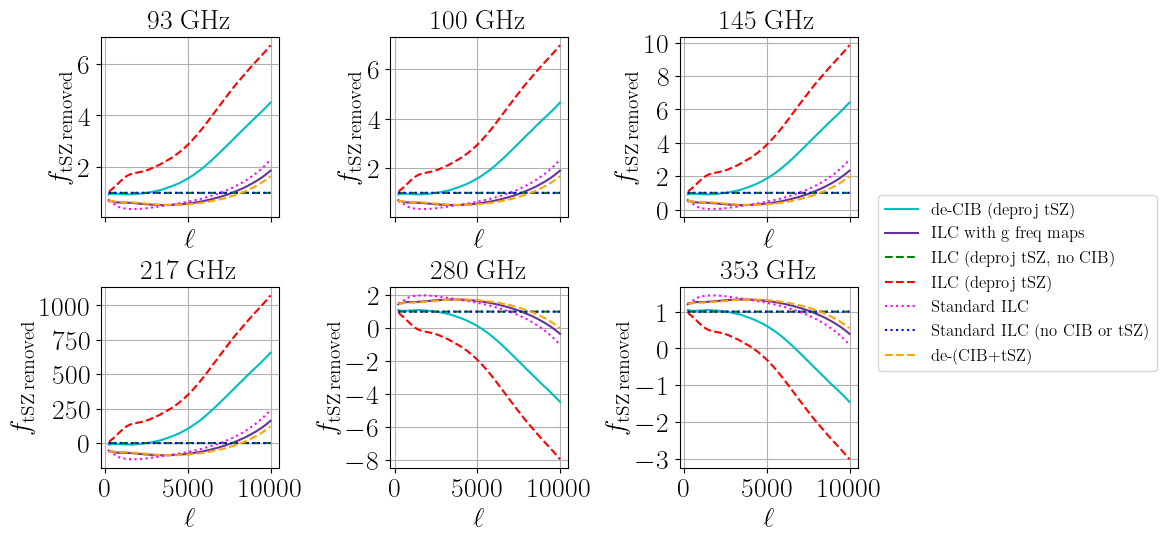 93 GHz
100 GHz
145 GHz
f_tSZ removed
6
4
2
ℓ
f_tSZ removed
6
4
2
ℓ
f_tSZ removed
10
8
6
4
2
0
ℓ
217 GHz
280 GHz
353 GHz
f_tSZ removed
1000
750
500
250
0
0
5000
10000
ℓ
f_tSZ removed
2
0
−2
−4
−6
−8
0
5000
10000
ℓ
f_tSZ removed
1
0
−1
−2
−3
0
5000
10000
ℓ
de-CIB (deproj tSZ)
ILC with g freq maps
ILC (deproj tSZ, no CIB)
ILC (deproj tSZ)
Standard ILC
Standard ILC (no CIB or tSZ)
de-(CIB+tSZ)